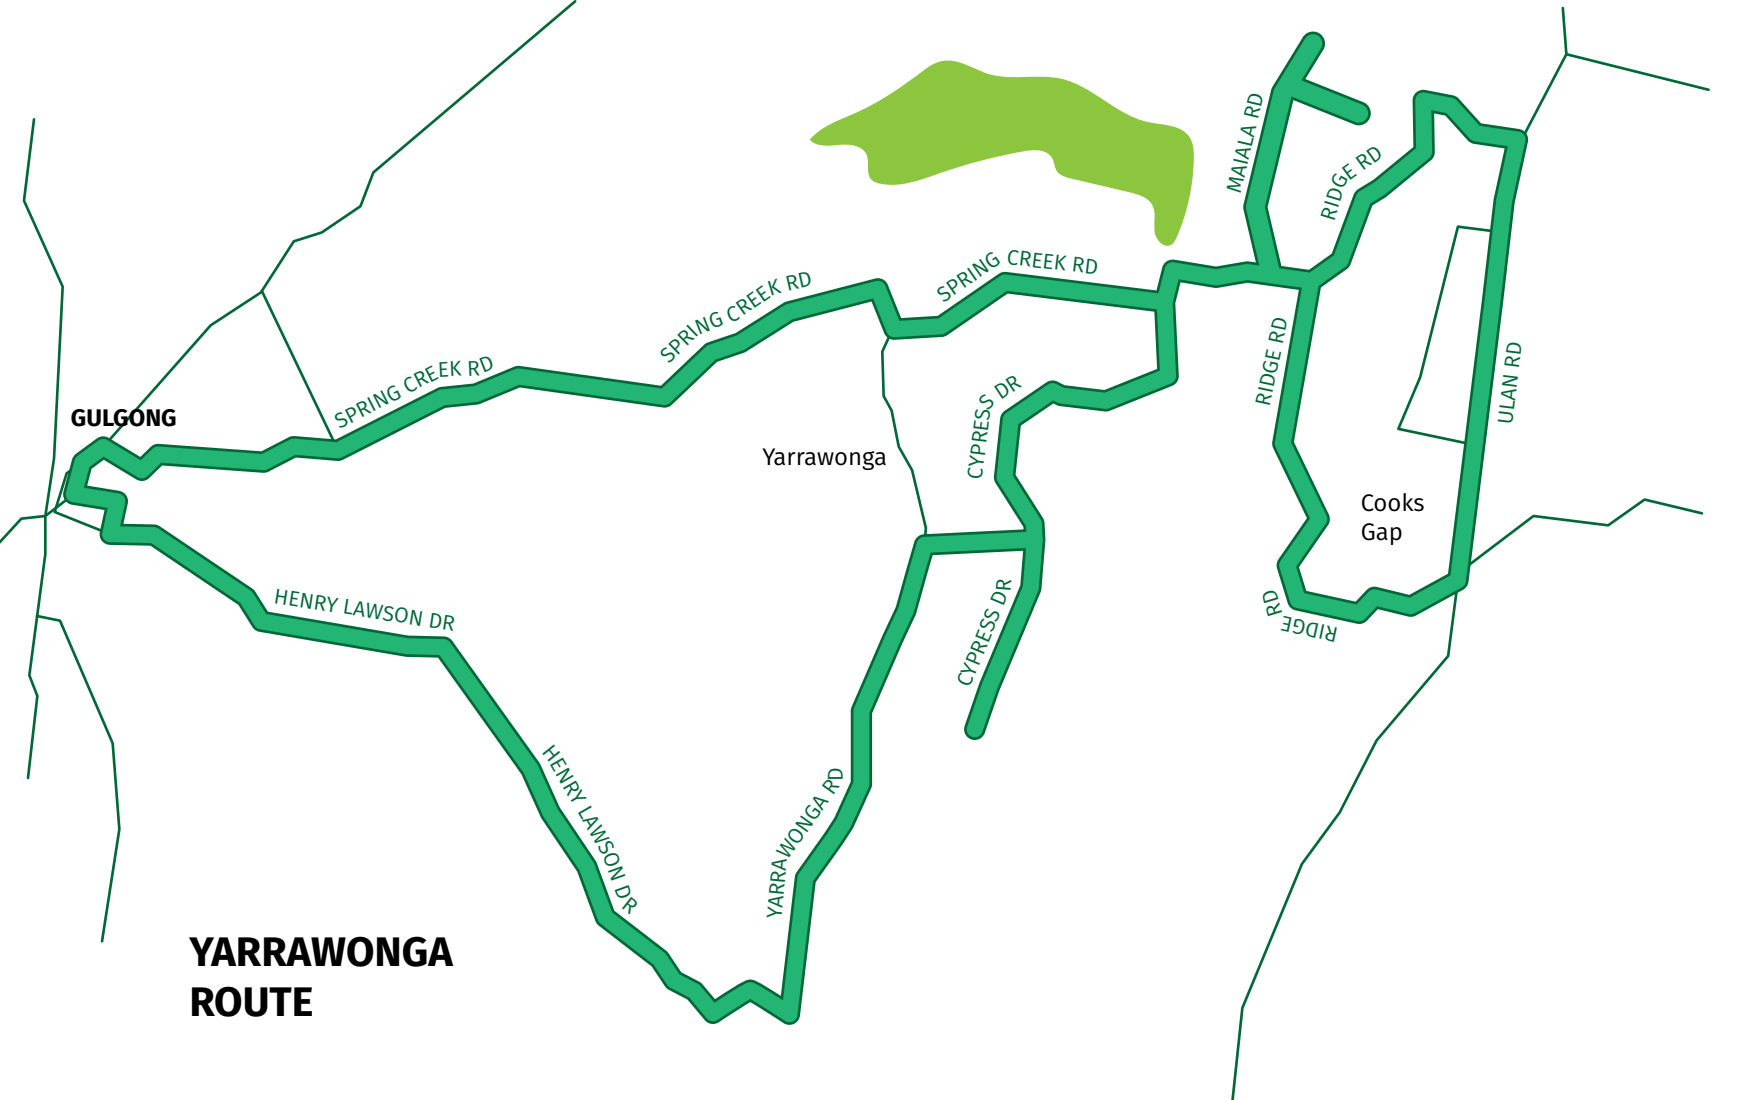 MAIALA RD
RIDGE RD
SPRING CREEK RD
SPRING CREEK RD
SPRING CREEK RD
GULGONG
RIDGE RD
ULAN RD
CYPRESS DR
Yarrawonga
Cooks
Gap
HENRY LAWSON DR
CYPRESS DR
RIDGE RD
HENRY LAWSON DR
YARRAWONGA RD
YARRAWONGA
ROUTE